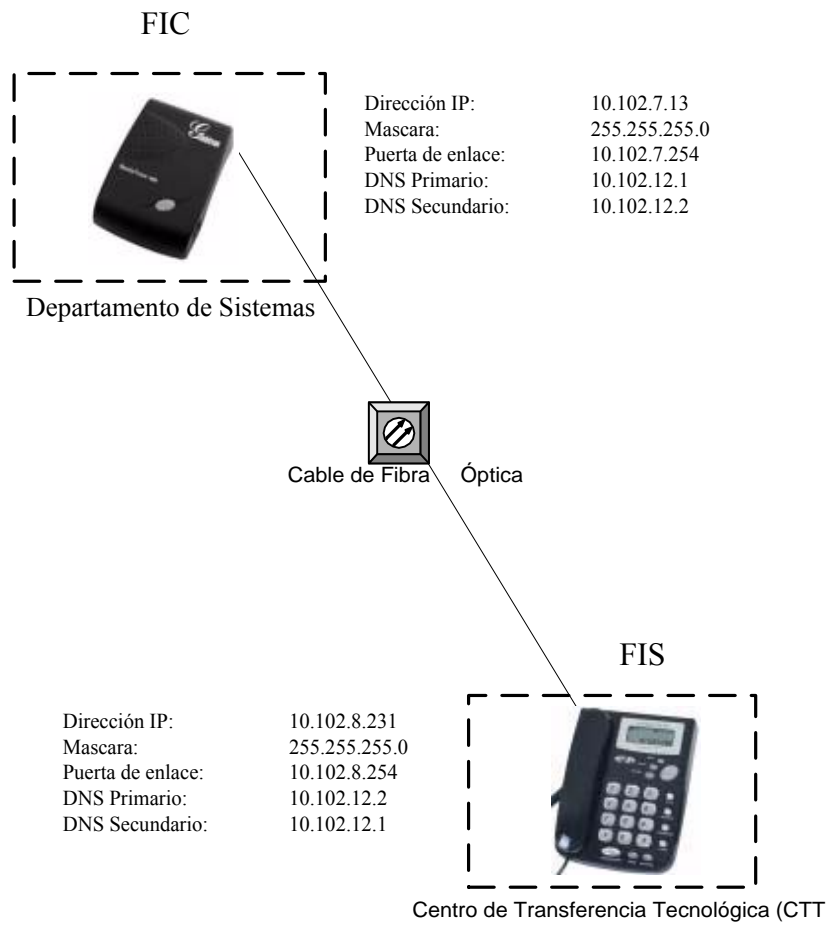 FIC
Dirección IP: 10.102.7.13
Mascara: 255.255.255.0
Puerta de enlace: 10.102.7.254
DNS Primario: 10.102.12.1
DNS Secundario: 10.102.12.2
Departamento de Sistemas
Cable de Fibra Óptica
FIS
Dirección IP: 10.102.8.231
Mascara: 255.255.255.0
Puerta de enlace: 10.102.8.254
DNS Primario: 10.102.12.2
DNS Secundario: 10.102.12.1
Centro de Transferencia Tecnológica (CTT